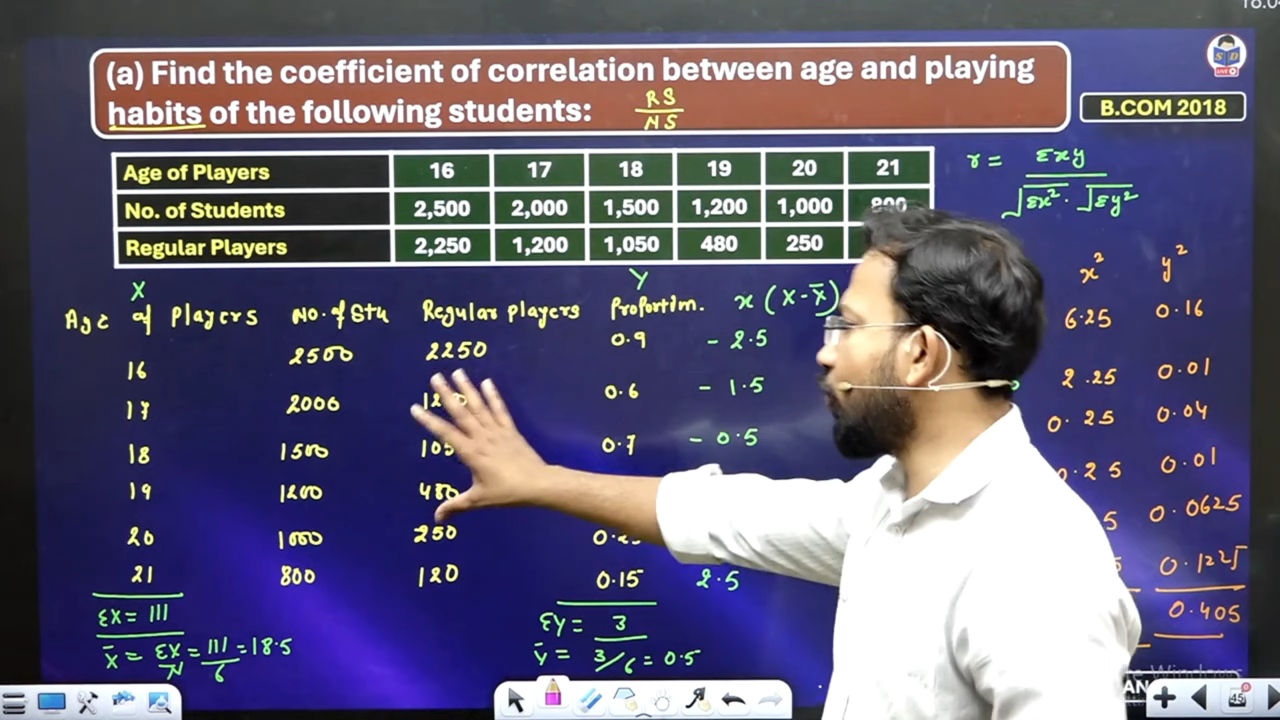 (a) Find the coefficient of correlation between age and playing
habits of the following students: RS/NS
B.COM 2018
Age of Players 16 17 18 19 20 21
No. of Students 2,500 2,000 1,500 1,200 1,000 800
Regular Players 2,250 1,200 1,050 480 250
r = Σxy / √Σx² · √Σy²
X Y
Age of Players No. of Stu Regular players Proportion. x (X-X̄) x² y²
16 2500 2250 0.9 - 2.5 6.25 0.16
17 2000 0.6 - 1.5 2.25 0.01
18 1500 0.7 - 0.5 0.25 0.04
19 1200 480 0.25 0.01
20 1000 250 5 0.0625
21 800 120 0.15 2.5 5 0.1225
ΣX = 111 ΣY = 3 0.405
X̄ = ΣX/N = 111/6 = 18.5 Ȳ = 3/6 = 0.5
45